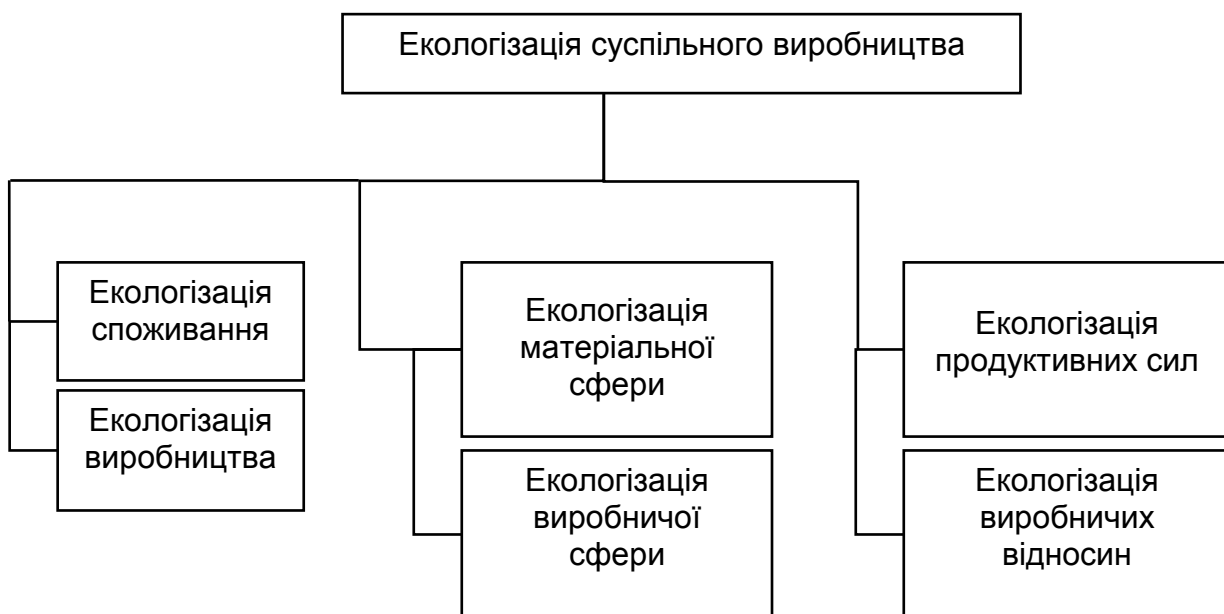 Екологізація суспільного виробництва
Екологізація
споживання
Екологізація
виробництва
Екологізація
матеріальної
сфери
Екологізація
виробничої
сфери
Екологізація
продуктивних сил
Екологізація
виробничих
відносин